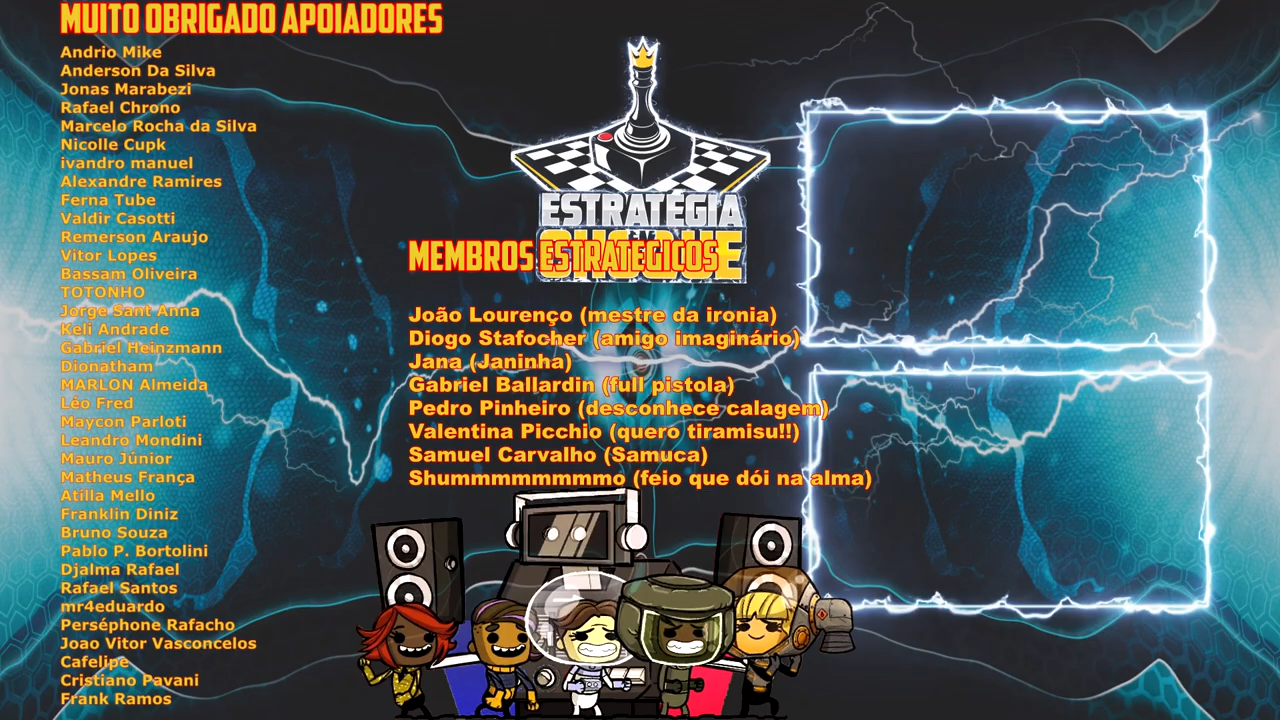 MUITO OBRIGADO APOIADORES
Andrio Mike
Anderson Da Silva
Jonas Marabezi
Rafael Chrono
Marcelo Rocha da Silva
Nicolle Cupk
ivandro manuel
Alexandre Ramires
Ferna Tube
Valdir Casotti
Remerson Araujo
Vitor Lopes
Bassam Oliveira
TOTONHO
Jorge Sant Anna
Keli Andrade
Gabriel Heinzmann
Dionatham
MARLON Almeida
Léo Fred
Maycon Parloti
Leandro Mondini
Mauro Júnior
Matheus França
Atilla Mello
Franklin Diniz
Bruno Souza
Pablo P. Bortolini
Djalma Rafael
Rafael Santos
mr4eduardo
Perséphone Rafacho
Joao Vitor Vasconcelos
Cafelipe
Cristiano Pavani
Frank Ramos
ESTRATÉGIA
CHOQUE
MEMBROS ESTRATEGICOS
João Lourenço (mestre da ironia)
Diogo Stafocher (amigo imaginário)
Jana (Janinha)
Gabriel Ballardin (full pistola)
Pedro Pinheiro (desconhece calagem)
Valentina Picchio (quero tiramisu!!)
Samuel Carvalho (Samuca)
Shummmmmmmmo (feio que dói na alma)